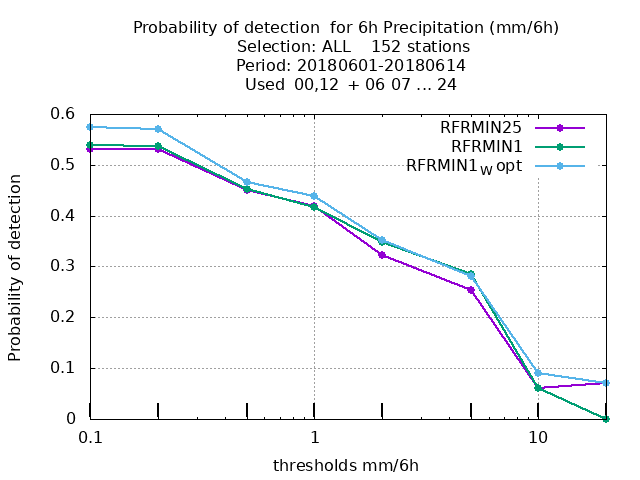 Probability of detection  for 6h Precipitation (mm/6h)
Selection: ALL    152 stations
Period: 20180601-20180614
Used  00,12  + 06 07 ... 24
RFRMIN25
RFRMIN1
RFRMIN1_W opt
Probability of detection
0.6
0.5
0.4
0.3
0.2
0.1
0
0.1 1 10
thresholds mm/6h